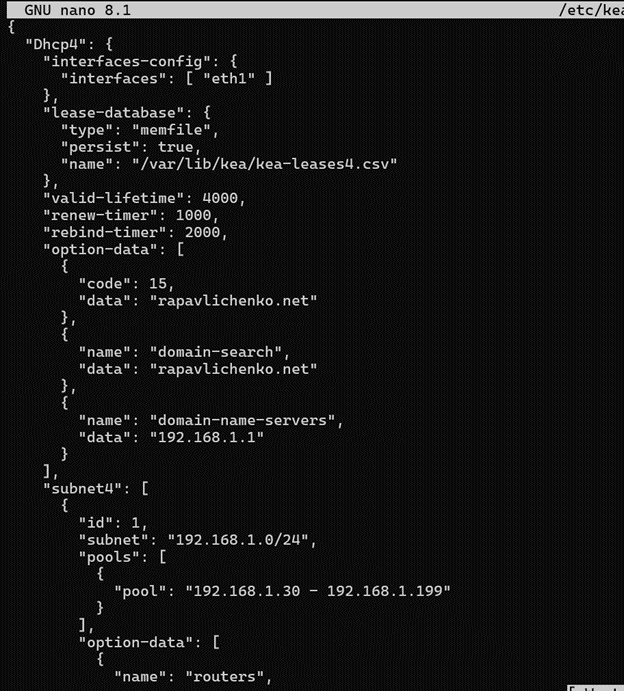 GNU nano 8.1 /etc/kea
{
"Dhcp4": {
"interfaces-config": {
"interfaces": [ "eth1" ]
},
"lease-database": {
"type": "memfile",
"persist": true,
"name": "/var/lib/kea/kea-leases4.csv"
},
"valid-lifetime": 4000,
"renew-timer": 1000,
"rebind-timer": 2000,
"option-data": [
{
"code": 15,
"data": "rapavlichenko.net"
},
{
"name": "domain-search",
"data": "rapavlichenko.net"
},
{
"name": "domain-name-servers",
"data": "192.168.1.1"
}
],
"subnet4": [
{
"id": 1,
"subnet": "192.168.1.0/24",
"pools": [
{
"pool": "192.168.1.30 - 192.168.1.199"
}
],
"option-data": [
{
"name": "routers",